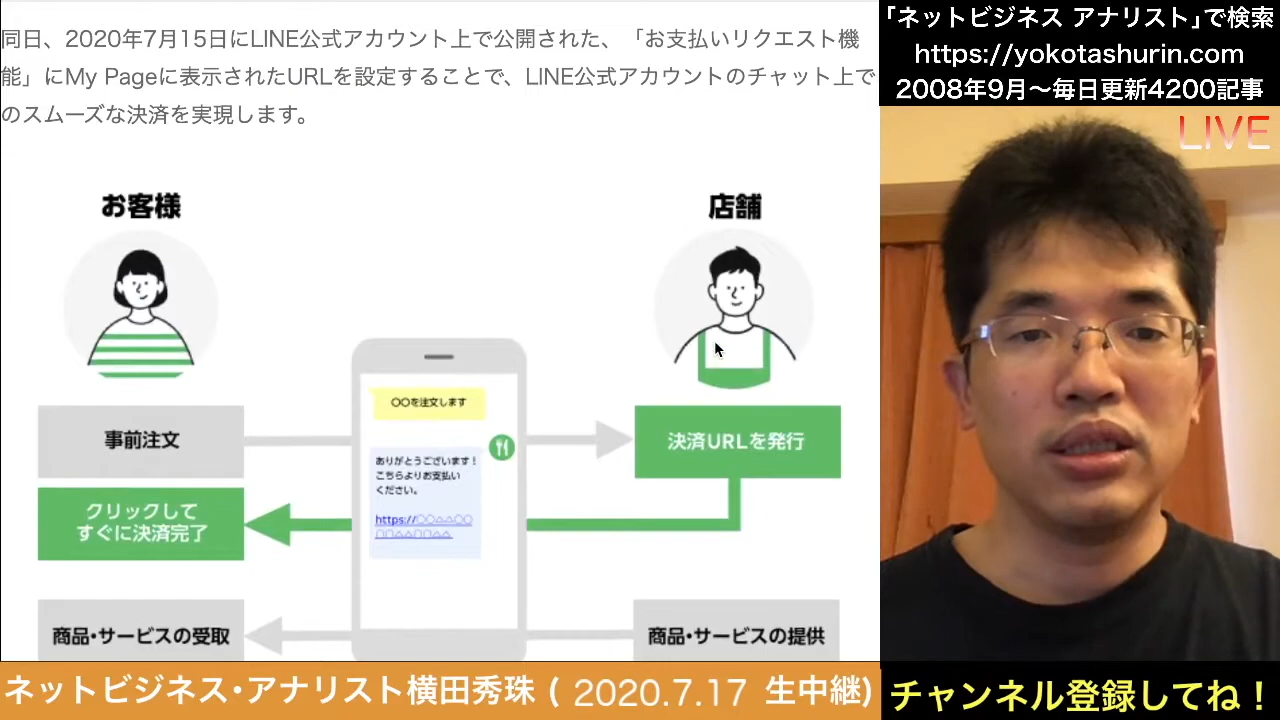 同日、2020年7月15日にLINE公式アカウント上で公開された、「お支払いリクエスト機
能」にMy Pageに表示されたURLを設定することで、LINE公式アカウントのチャット上で
のスムーズな決済を実現します。
「ネットビジネス アナリスト」で検索
https://yokotashurin.com
2008年9月〜毎日更新4200記事
LIVE
お客様
店舗
〇〇を注文します
事前注文
決済URLを発行
ありがとうございます!
こちらよりお支払い
ください。
https://〇〇△△〇〇
□□△△□□△△
クリックして
すぐに決済完了
商品・サービスの受取
商品・サービスの提供
ネットビジネス・アナリスト横田秀珠 ( 2020.7.17 生中継)
チャンネル登録してね！